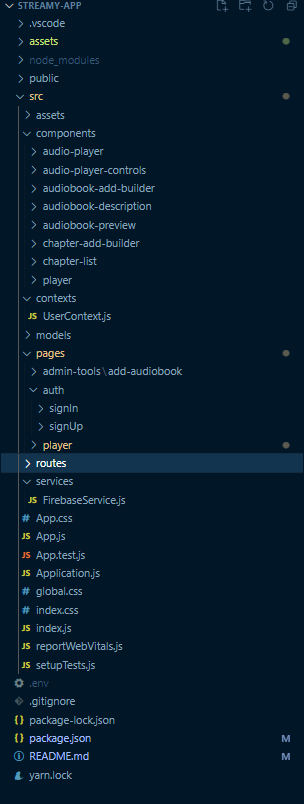 STREAMY-APP
.vscode
assets
node_modules
public
src
assets
components
audio-player
audio-player-controls
audiobook-add-builder
audiobook-description
audiobook-preview
chapter-add-builder
chapter-list
player
contexts
JS UserContext.js
models
pages
admin-tools\add-audiobook
auth
signIn
signUp
player
routes
services
JS FirebaseService.js
# App.css
JS App.js
JS App.test.js
JS Application.js
# global.css
# index.css
JS index.js
JS reportWebVitals.js
JS setupTests.js
.env
.gitignore
{} package-lock.json
{} package.json M
README.md M
yarn.lock